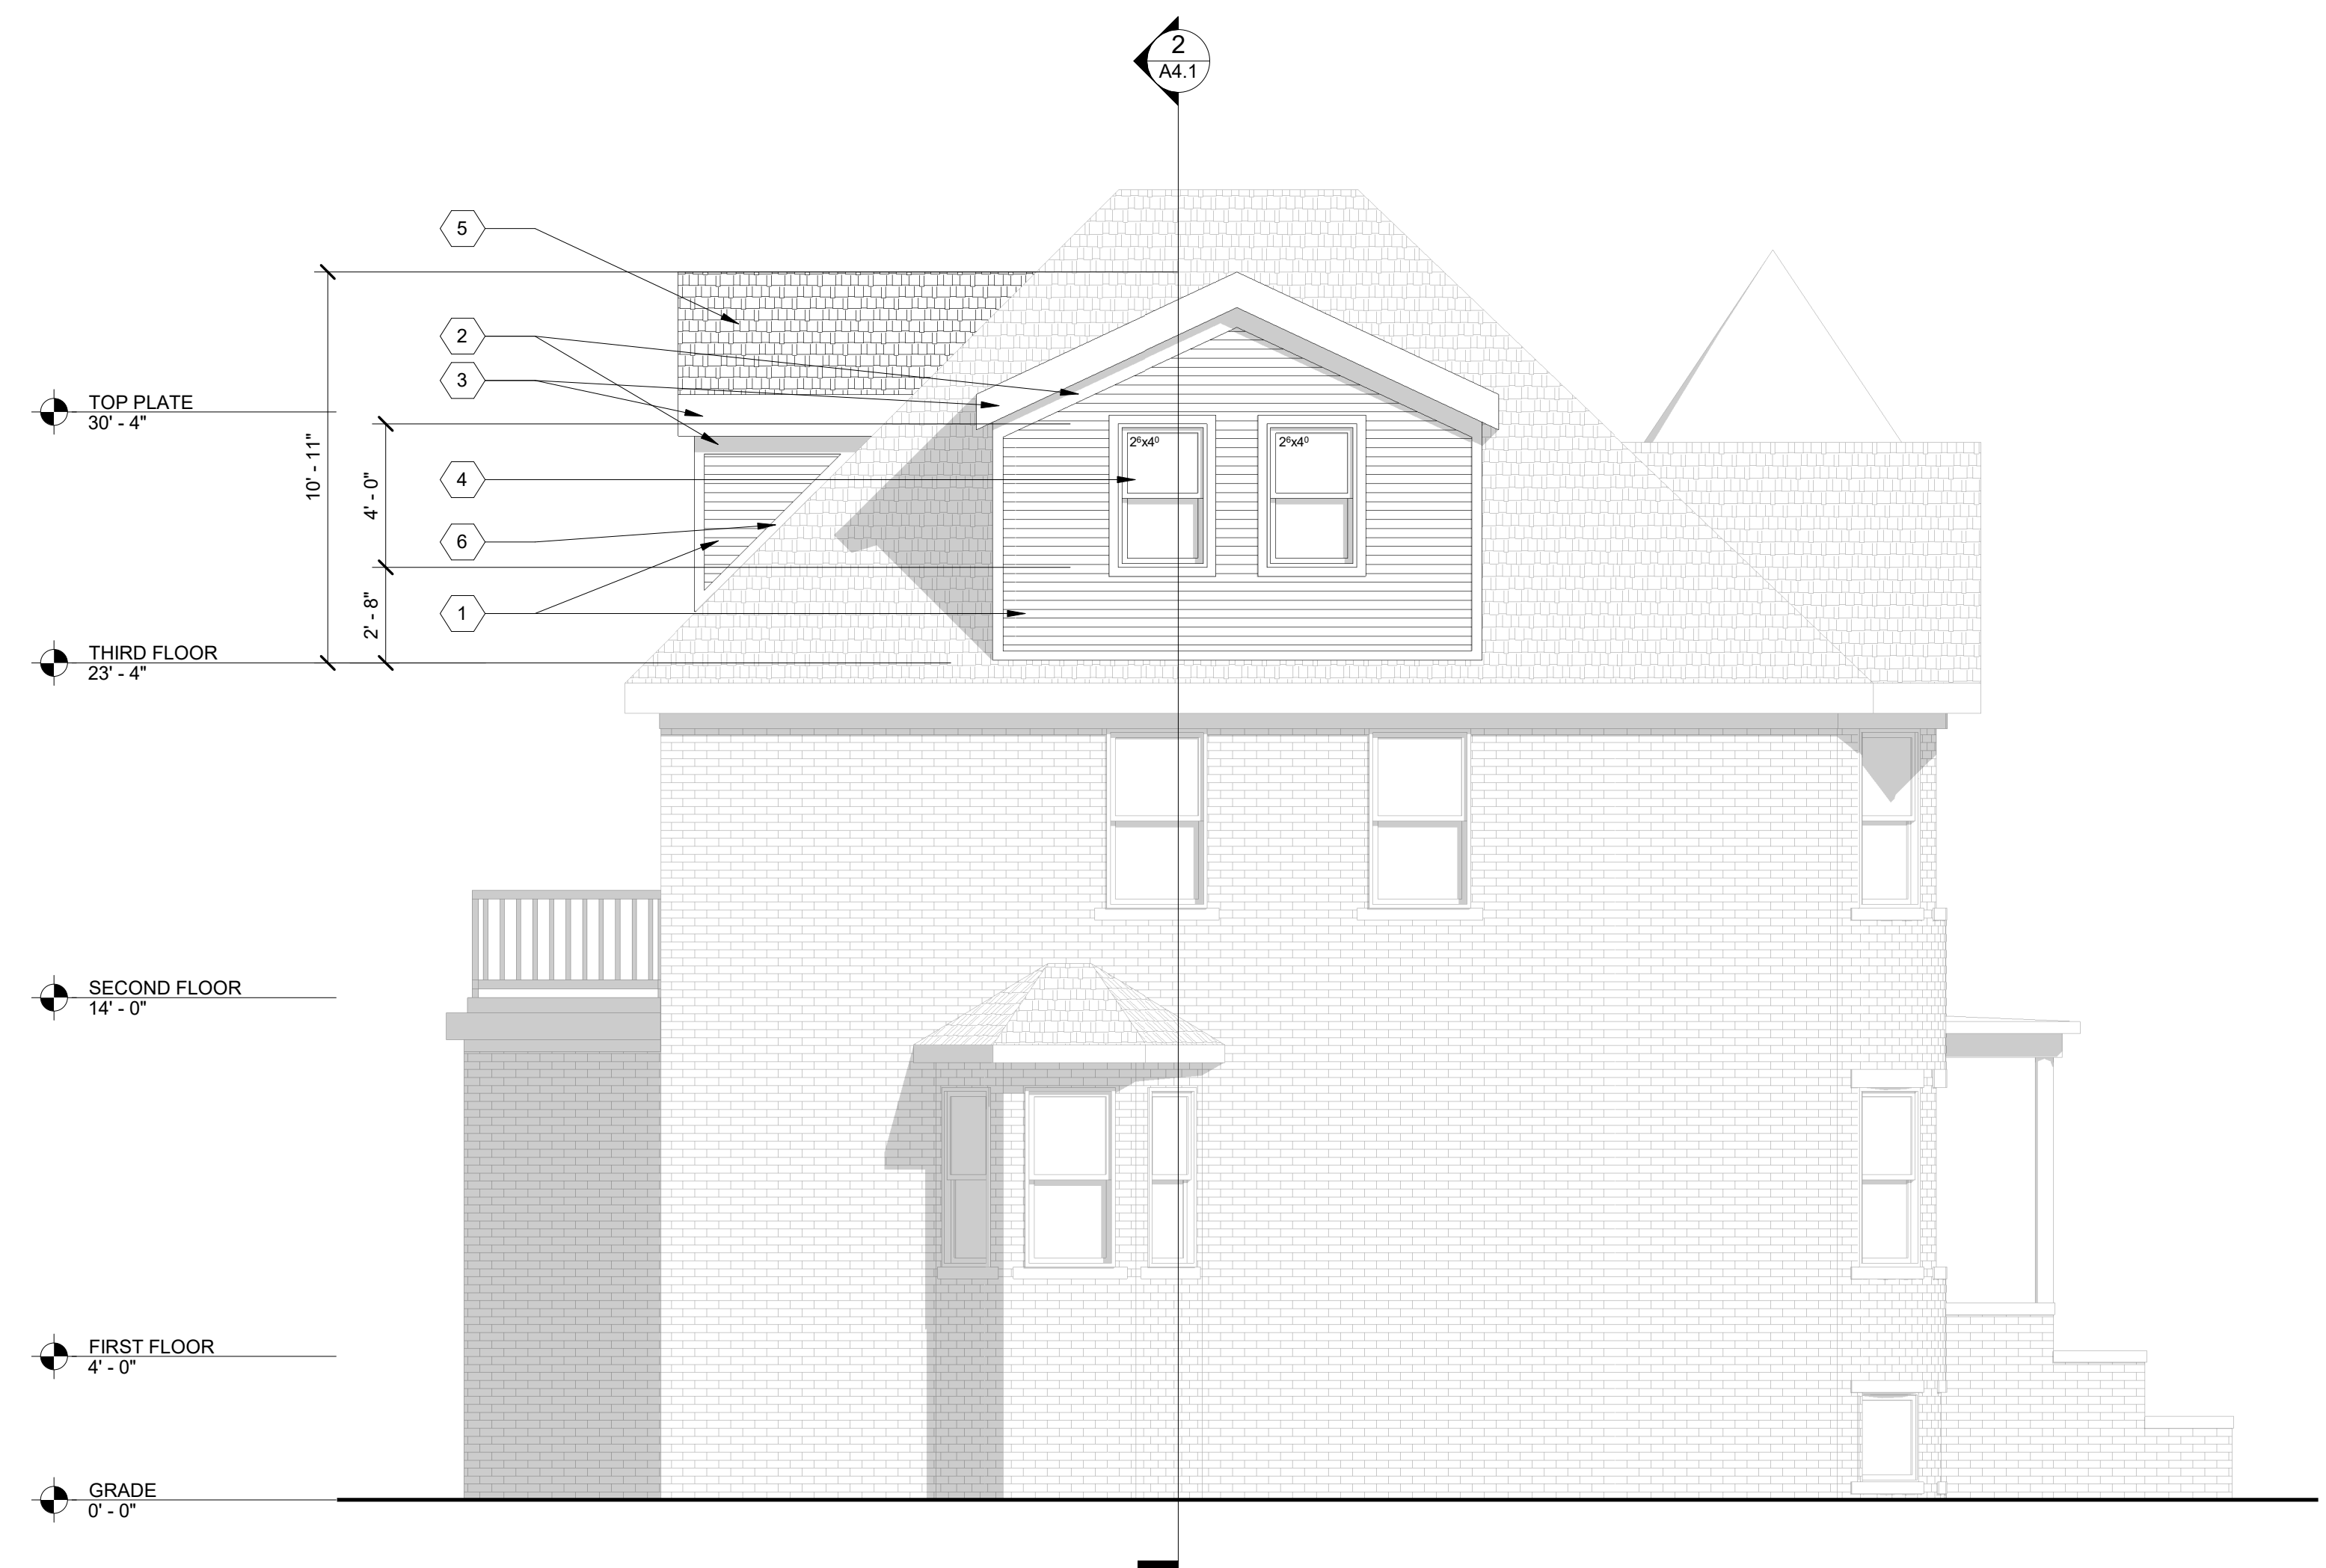 2
A4.1
5
2
3
TOP PLATE
30' - 4"
10' - 11"
4' - 0"
2⁶x4⁰
2⁶x4⁰
4
6
2' - 8"
1
THIRD FLOOR
23' - 4"
SECOND FLOOR
14' - 0"
FIRST FLOOR
4' - 0"
GRADE
0' - 0"